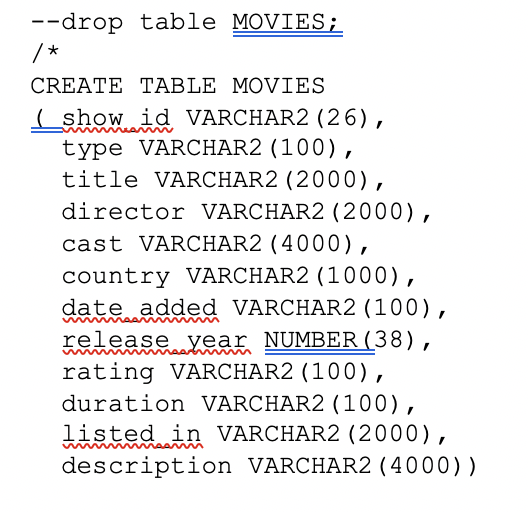 --drop table MOVIES;
/*
CREATE TABLE MOVIES
( show_id VARCHAR2(26),
type VARCHAR2(100),
title VARCHAR2(2000),
director VARCHAR2(2000),
cast VARCHAR2(4000),
country VARCHAR2(1000),
date_added VARCHAR2(100),
release_year NUMBER(38),
rating VARCHAR2(100),
duration VARCHAR2(100),
listed_in VARCHAR2(2000),
description VARCHAR2(4000))